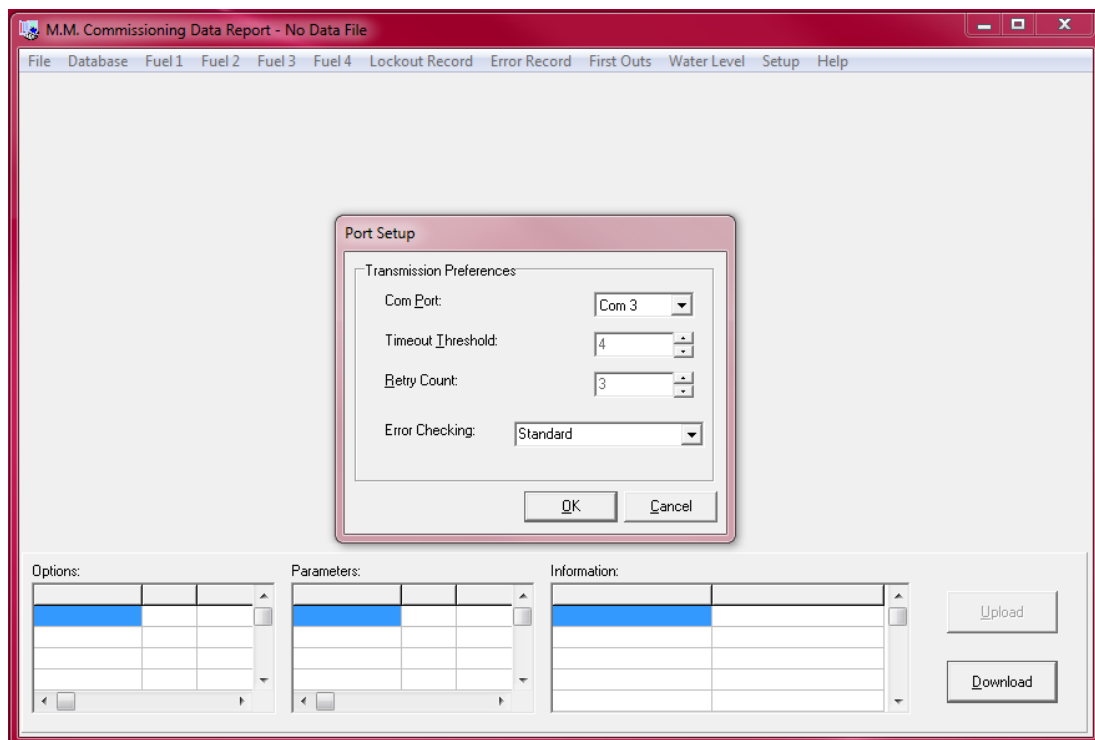 M.M. Commissioning Data Report - No Data File
File Database Fuel 1 Fuel 2 Fuel 3 Fuel 4 Lockout Record Error Record First Outs Water Level Setup Help
Port Setup
Transmission Preferences
Com Port: Com 3
Timeout Threshold: 4
Retry Count: 3
Error Checking: Standard
OK Cancel
Options: Parameters: Information:
Upload
Download